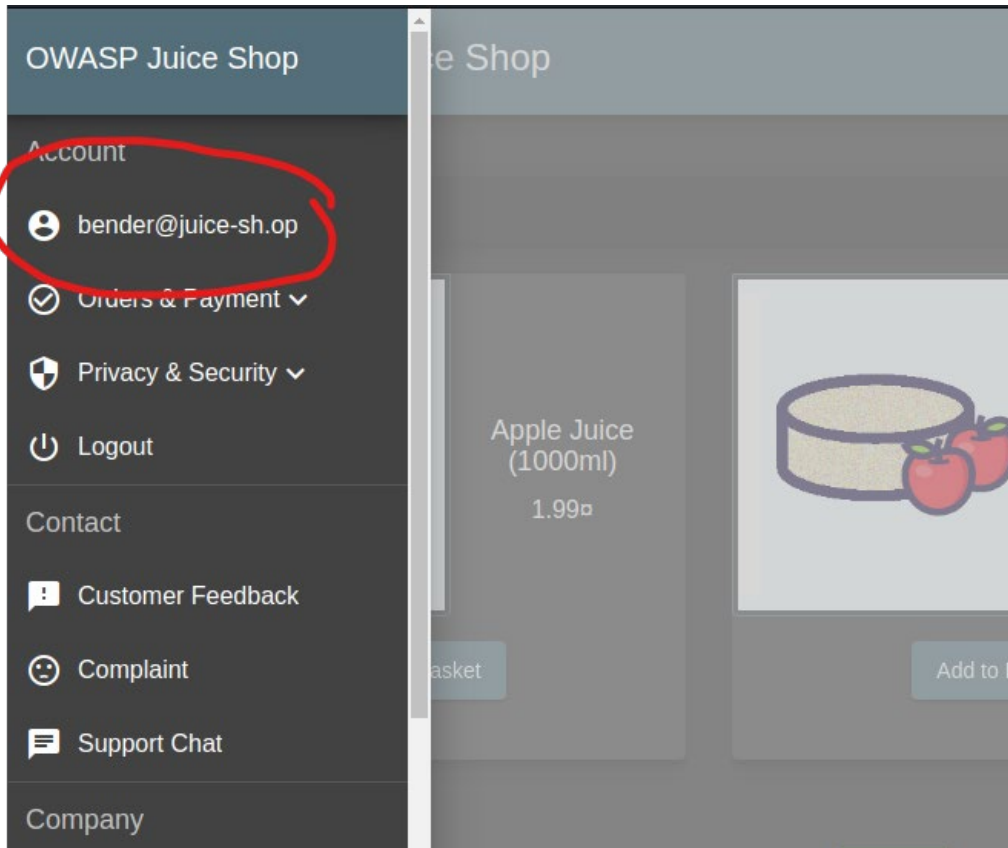 OWASP Juice Shop
ce Shop
Account
bender@juice-sh.op
Orders & Payment
Privacy & Security
Logout
Contact
Customer Feedback
Complaint
Support Chat
Company
Apple Juice
(1000ml)
1.99¤
asket
Add to